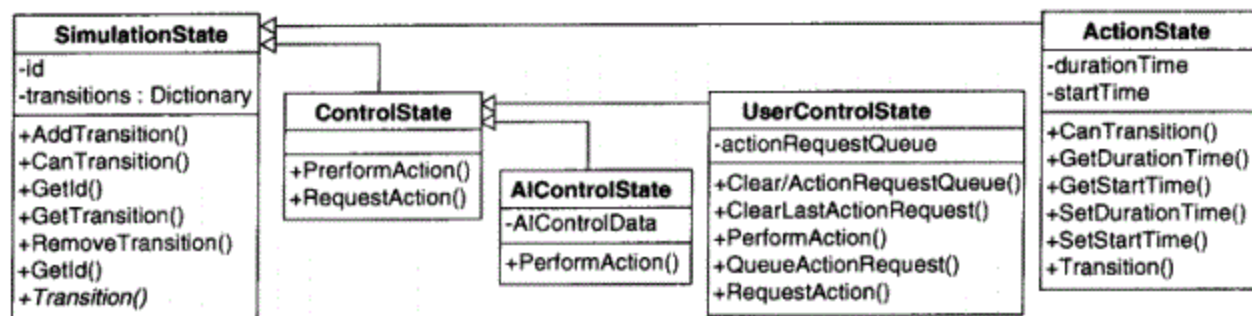 SimulationState
-id
-transitions : Dictionary
+AddTransition()
+CanTransition()
+GetId()
+GetTransition()
+RemoveTransition()
+GetId()
+Transition()
ControlState
+PrerformAction()
+RequestAction()
AIControlState
-AIControlData
+PerformAction()
UserControlState
-actionRequestQueue
+Clear/ActionRequestQueue()
+ClearLastActionRequest()
+PerformAction()
+QueueActionRequest()
+RequestAction()
ActionState
-durationTime
-startTime
+CanTransition()
+GetDurationTime()
+GetStartTime()
+SetDurationTime()
+SetStartTime()
+Transition()